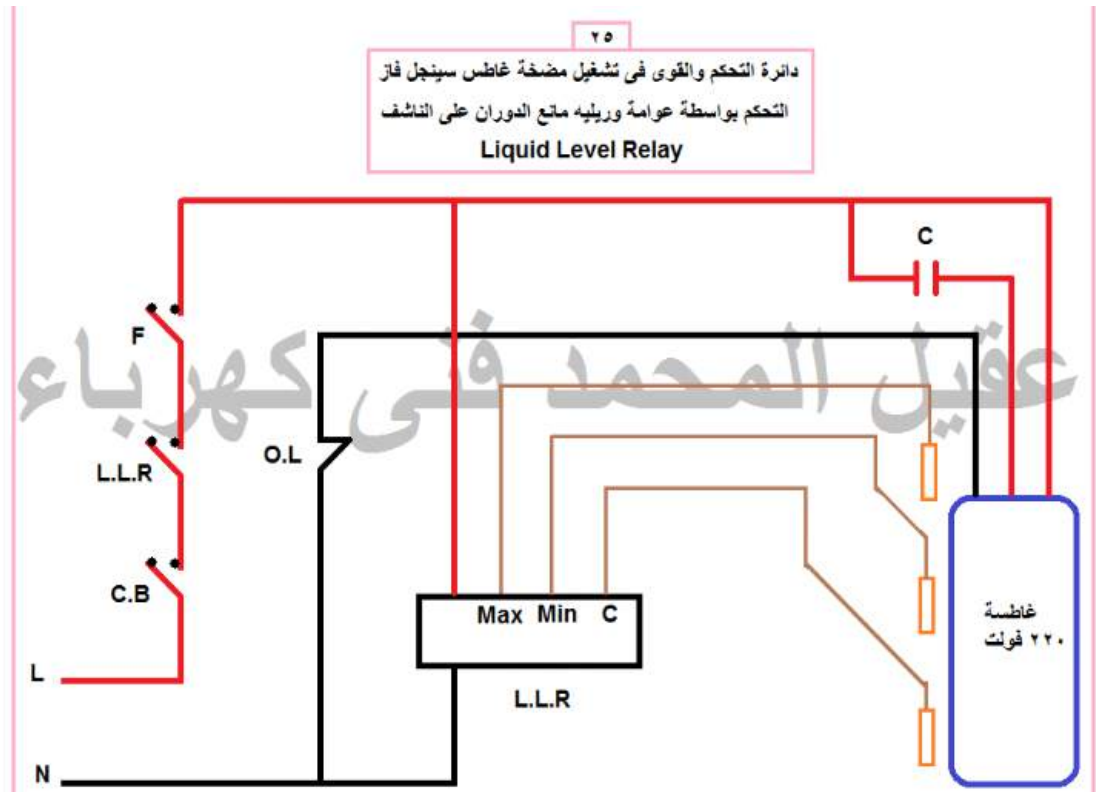 ٢٥
دائرة التحكم والقوى فى تشغيل مضخة غاطس سينجل فاز
التحكم بواسطة عوامة وريليه مانع الدوران على الناشف
Liquid Level Relay
C
F
عقيل المحمد فنى كهرباء
O.L
L.L.R
C.B
Max Min C
غاطسة
٢٢٠ فولت
L
L.L.R
N